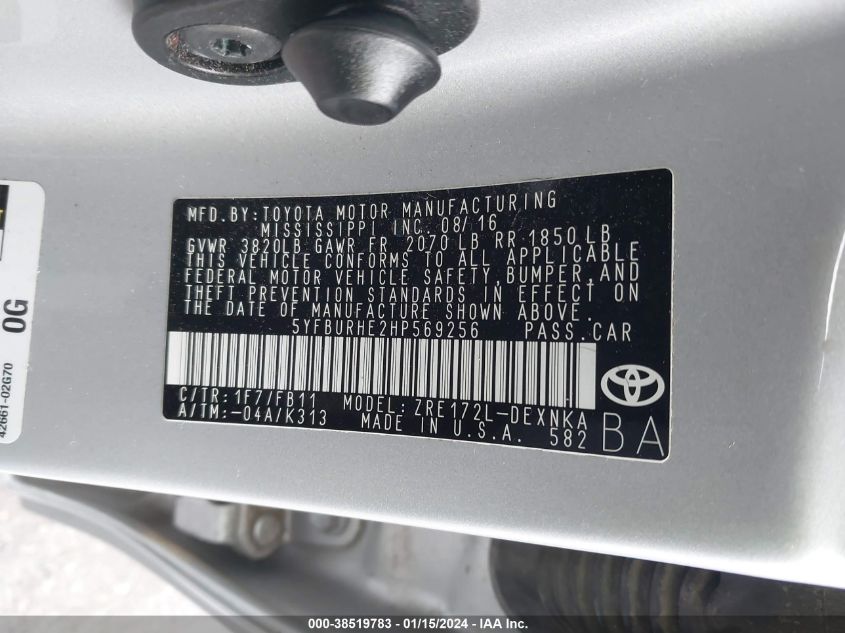 MFD. BY: TOYOTA MOTOR MANUFACTURING
MISSISSIPPI INC. 08/16
GVWR 3820LB GAWR FR 2070 LB RR 1850 LB
THIS VEHICLE CONFORMS TO ALL APPLICABLE
FEDERAL MOTOR VEHICLE SAFETY, BUMPER, AND
THEFT PREVENTION STANDARDS IN EFFECT ON
THE DATE OF MANUFACTURE SHOWN ABOVE.
5YFBURHE2HP569256 PASS. CAR
C/TR: 1F7/FB11 MODEL: ZRE172L-DEXNKA
A/TM: -04A/K313 MADE IN U.S.A. 582
BA
0G
42661-02G70
000-38519783 - 01/15/2024 - IAA, Inc.